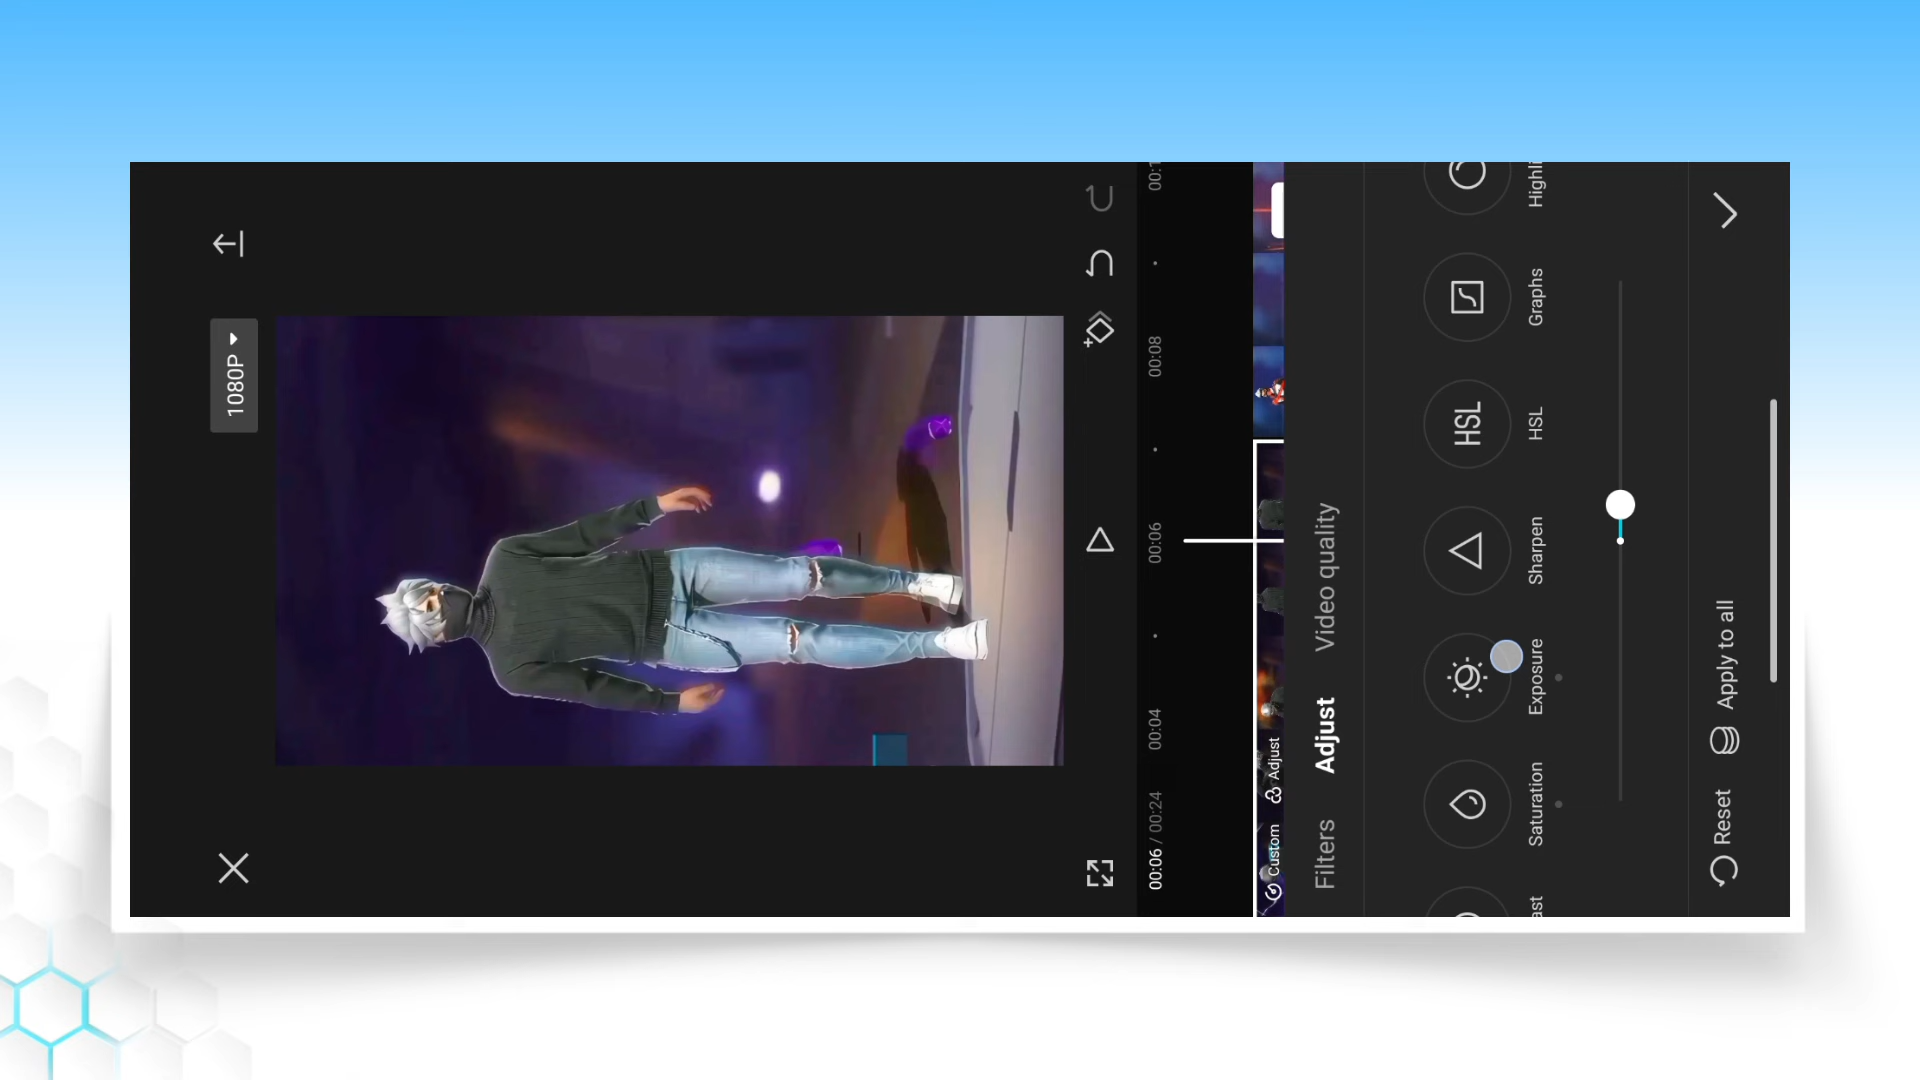 1080P
00:06 / 00:24
00:04
00:06
00:08
Custom
Adjust
Filters
Adjust
Video quality
Saturation
Exposure
Sharpen
HSL
HSL
Graphs
Reset
Apply to all